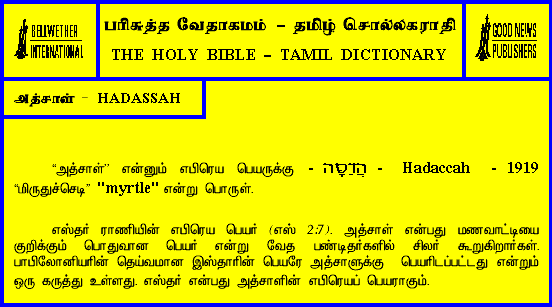 BELLWETHER
INTERNATIONAL
பரிசுத்த வேதாகமம் – தமிழ் சொல்லகராதி
THE HOLY BIBLE – TAMIL DICTIONARY
GOOD NEWS
PUBLISHERS
அத்சாள் – HADASSAH
“அத்சாள்” என்னும் எபிரெய பெயருக்கு - הֲדַסָּה - Hadaccah - 1919
“மிருதுச்செடி” "myrtle" என்று பொருள்.
எஸ்தர் ராணியின் எபிரெய பெயர் (எஸ் 2:7). அத்சாள் என்பது மணவாட்டியை
குறிக்கும் பொதுவான பெயர் என்று வேத பண்டிதர்களில் சிலர் கூறுகிறார்கள்.
பாபிலோனியரின் தெய்வமான இஸ்தாரின் பெயரே அத்சாளுக்கு பெயரிடப்பட்டது என்றும்
ஒரு கருத்து உள்ளது. எஸ்தர் என்பது அத்சாளின் எபிரெயப் பெயராகும்.